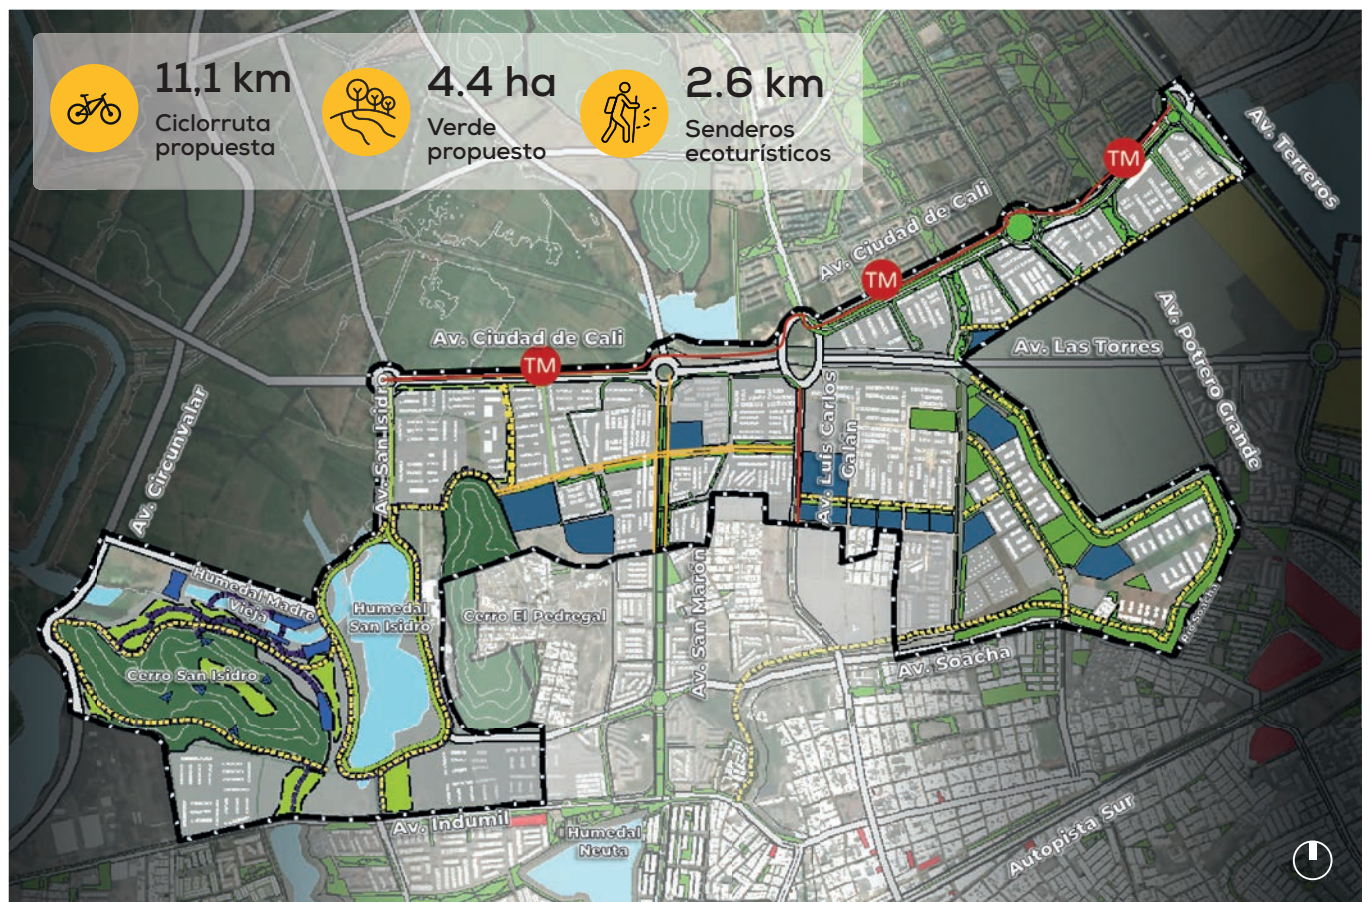 11,1 km
Ciclorruta
propuesta
4.4 ha
Verde
propuesto
2.6 km
Senderos
ecoturísticos
Av. Terreros
TM
Av. Ciudad de Cali
TM
Av. Potrero Grande
Av. Ciudad de Cali
TM
Av. Las Torres
Av. Circunvalar
Av. San Isidro
Av. Luis Carlos
Galán
Humedal Madre
Vieja
Humedal
San Isidro
Cerro El Pedregal
Av. San Marón
Río Soacha
Cerro San Isidro
Av. Soacha
Av. Indumil
Humedal
Neuta
Autopista Sur